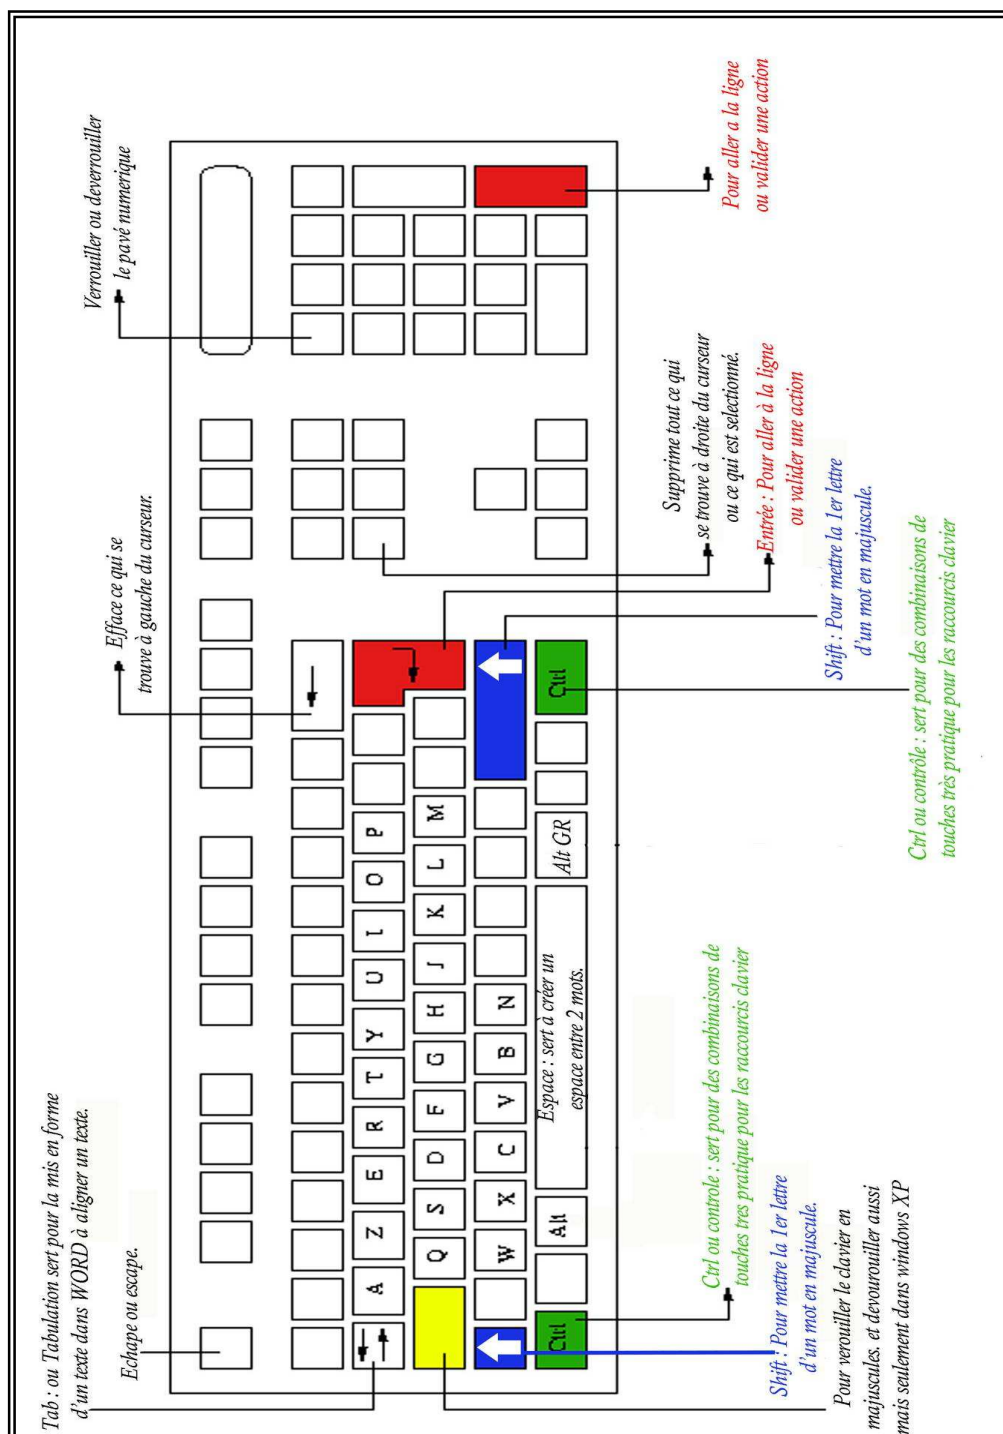 Tab : ou Tabulation sert pour la mis en forme
d'un texte dans WORD à aligner un texte.
Echape ou escape.
Efface ce qui se
trouve à gauche du curseur.
Verrouiller ou deverrouiller
le pavé numerique
A Z E R T Y U I O P
Q S D F G H J K L M
W X C V B N
Ctrl
Alt
Espace : sert à créer un
espace entre 2 mots.
Alt GR
Ctrl
Supprime tout ce qui
se trouve à droite du curseur
ou ce qui est selectionné.
Pour aller a la ligne
ou valider une action
Entrée : Pour aller à la ligne
ou valider une action
Shift : Pour mettre la 1er lettre
d'un mot en majuscule.
Ctrl ou contrôle : sert pour des combinaisons de
touches très pratique pour les raccourcis clavier
Ctrl ou controle : sert pour des combinaisons de
touches tres pratique pour les raccourcis clavier
Shift : Pour mettre la 1er lettre
d'un mot en majuscule.
Pour verouiller le clavier en
majuscules. et devourouiller aussi
mais seulement dans windows XP